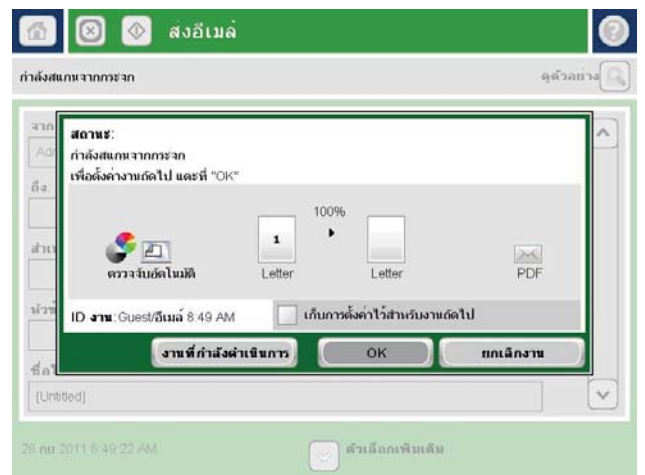 ส่งอีเมล์
กำลังสแกนจากกระจก
ดูตัวอย่าง
จาก
ถึง:
สถานะ:
กำลังสแกนจากกระจก
เพื่อตั้งค่างานถัดไป แตะที่ "OK"
100%
1
ตรวจจับอัตโนมัติ
Letter
Letter
PDF
ID งาน: Guest/อีเมล์ 8:49 AM
เก็บการตั้งค่าไว้สำหรับงานถัดไป
งานที่กำลังดำเนินการ
OK
ยกเลิกงาน
[Untitled]
2011 8:49:22 AM
ตัวเลือกเพิ่มเติม